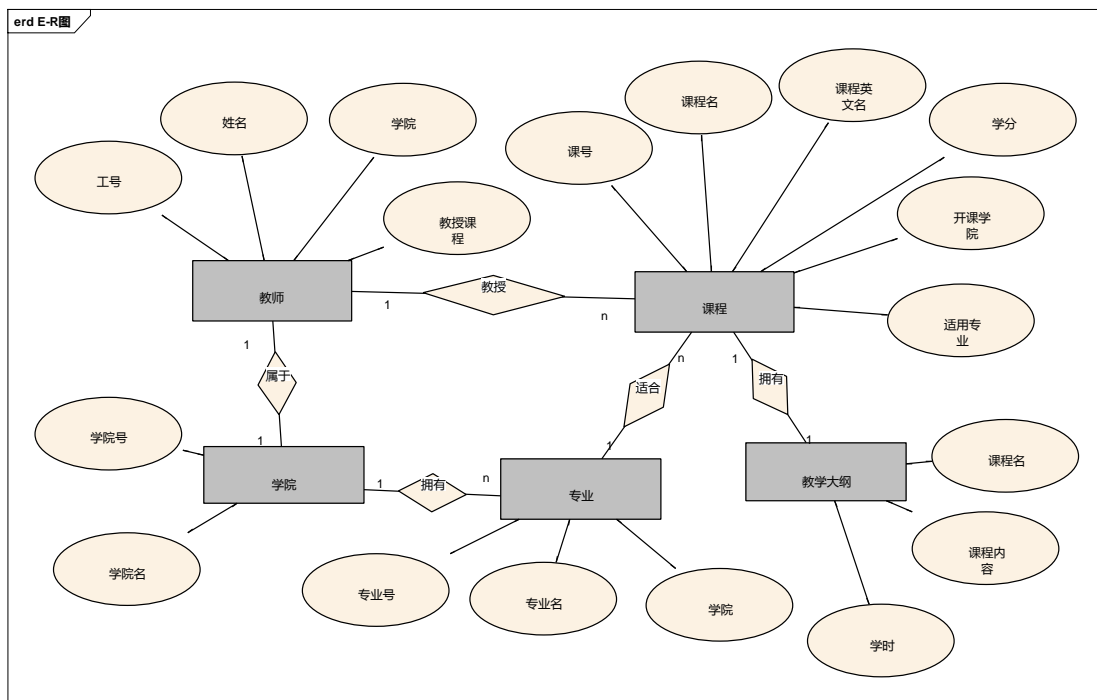 erd E-R图
姓名
学院
工号
教授课
程
课号
课程名
课程英
文名
学分
开课学
院
适用专
业
教师
1
教授
n
课程
1
属于
1
n
适合
1
1
拥有
1
学院号
学院
学院名
1
拥有
n
专业
专业号
专业名
学院
教学大纲
课程名
课程内
容
学时